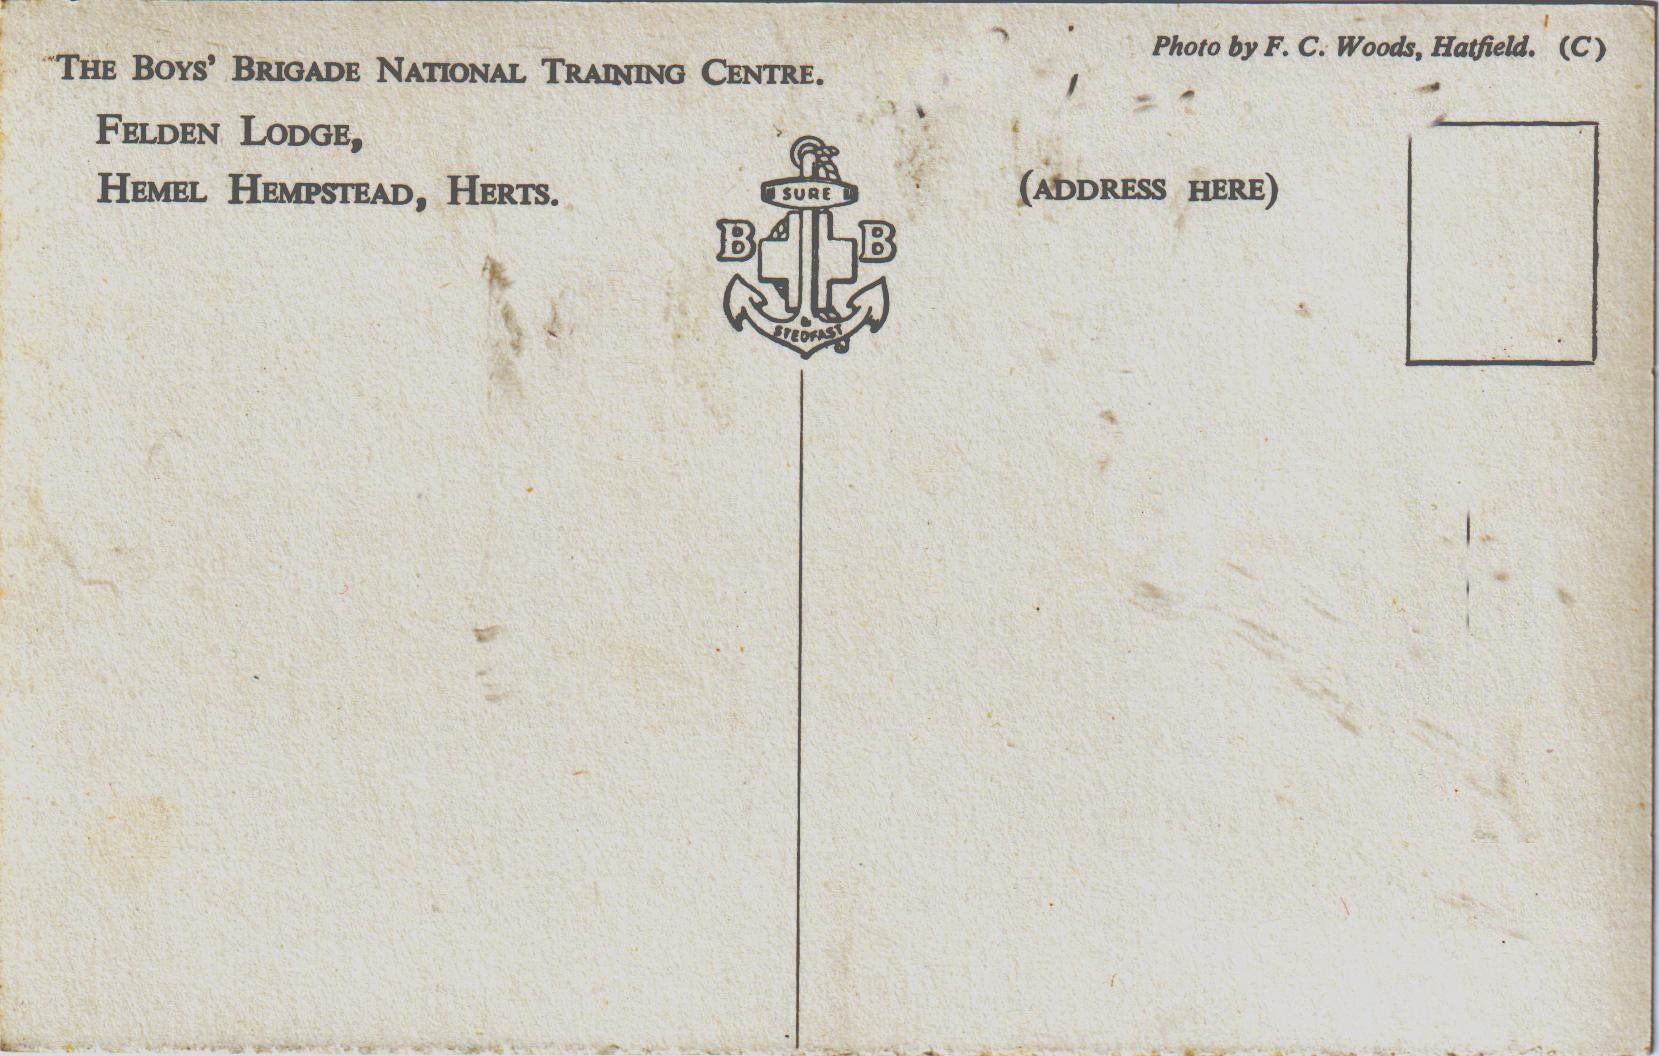 The Boys' Brigade National Training Centre.
Felden Lodge,
Hemel Hempstead, Herts.
Photo by F. C. Woods, Hatfield. (C)
SURE
B B
&
STEDFAST
(ADDRESS HERE)